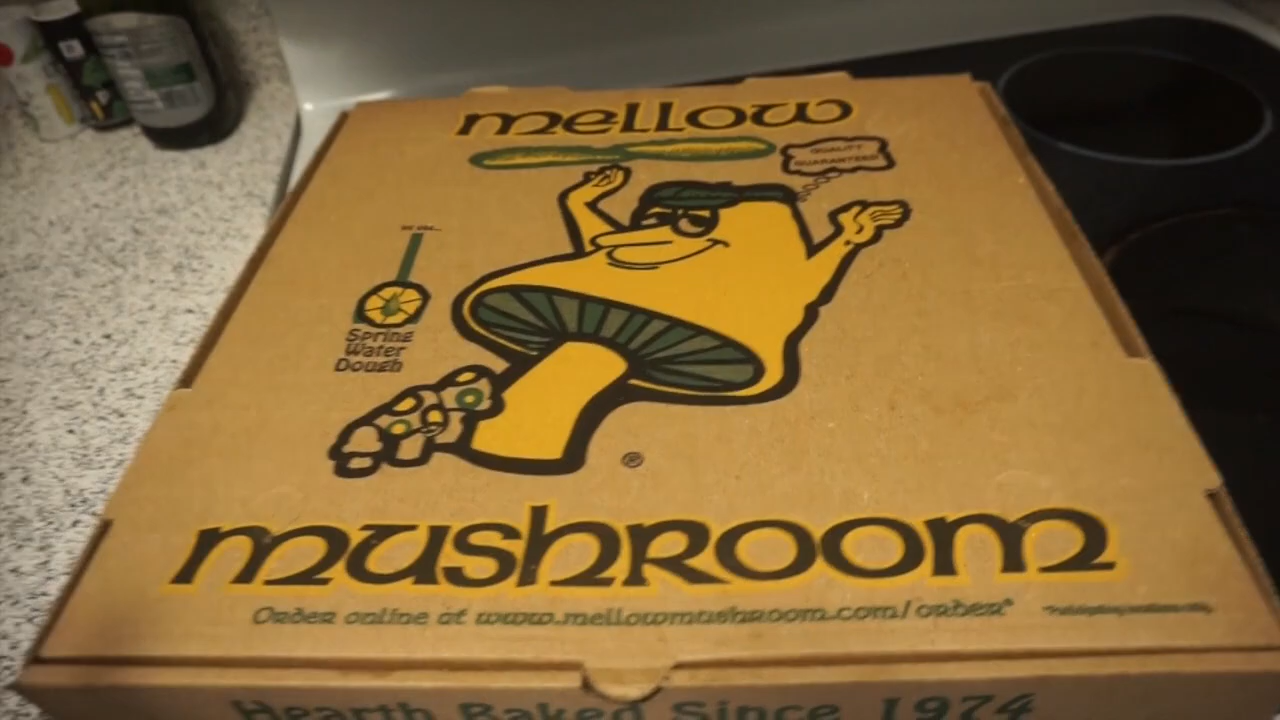 mellow
QUALITY
GUARANTEED
Spring
Water
Dough
®
mushroom
Order online at www.mellowmushroom.com/order*
Hearth Baked Since 1974